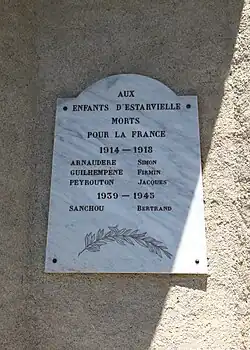 AUX
ENFANTS D'ESTARVIELLE
MORTS
POUR LA FRANCE
1914 — 1918
ARNAUDERE SIMON
GUILHEMPENE FIRMIN
PEYROUTON JACQUES
1939 — 1945
SANCHOU BERTRAND